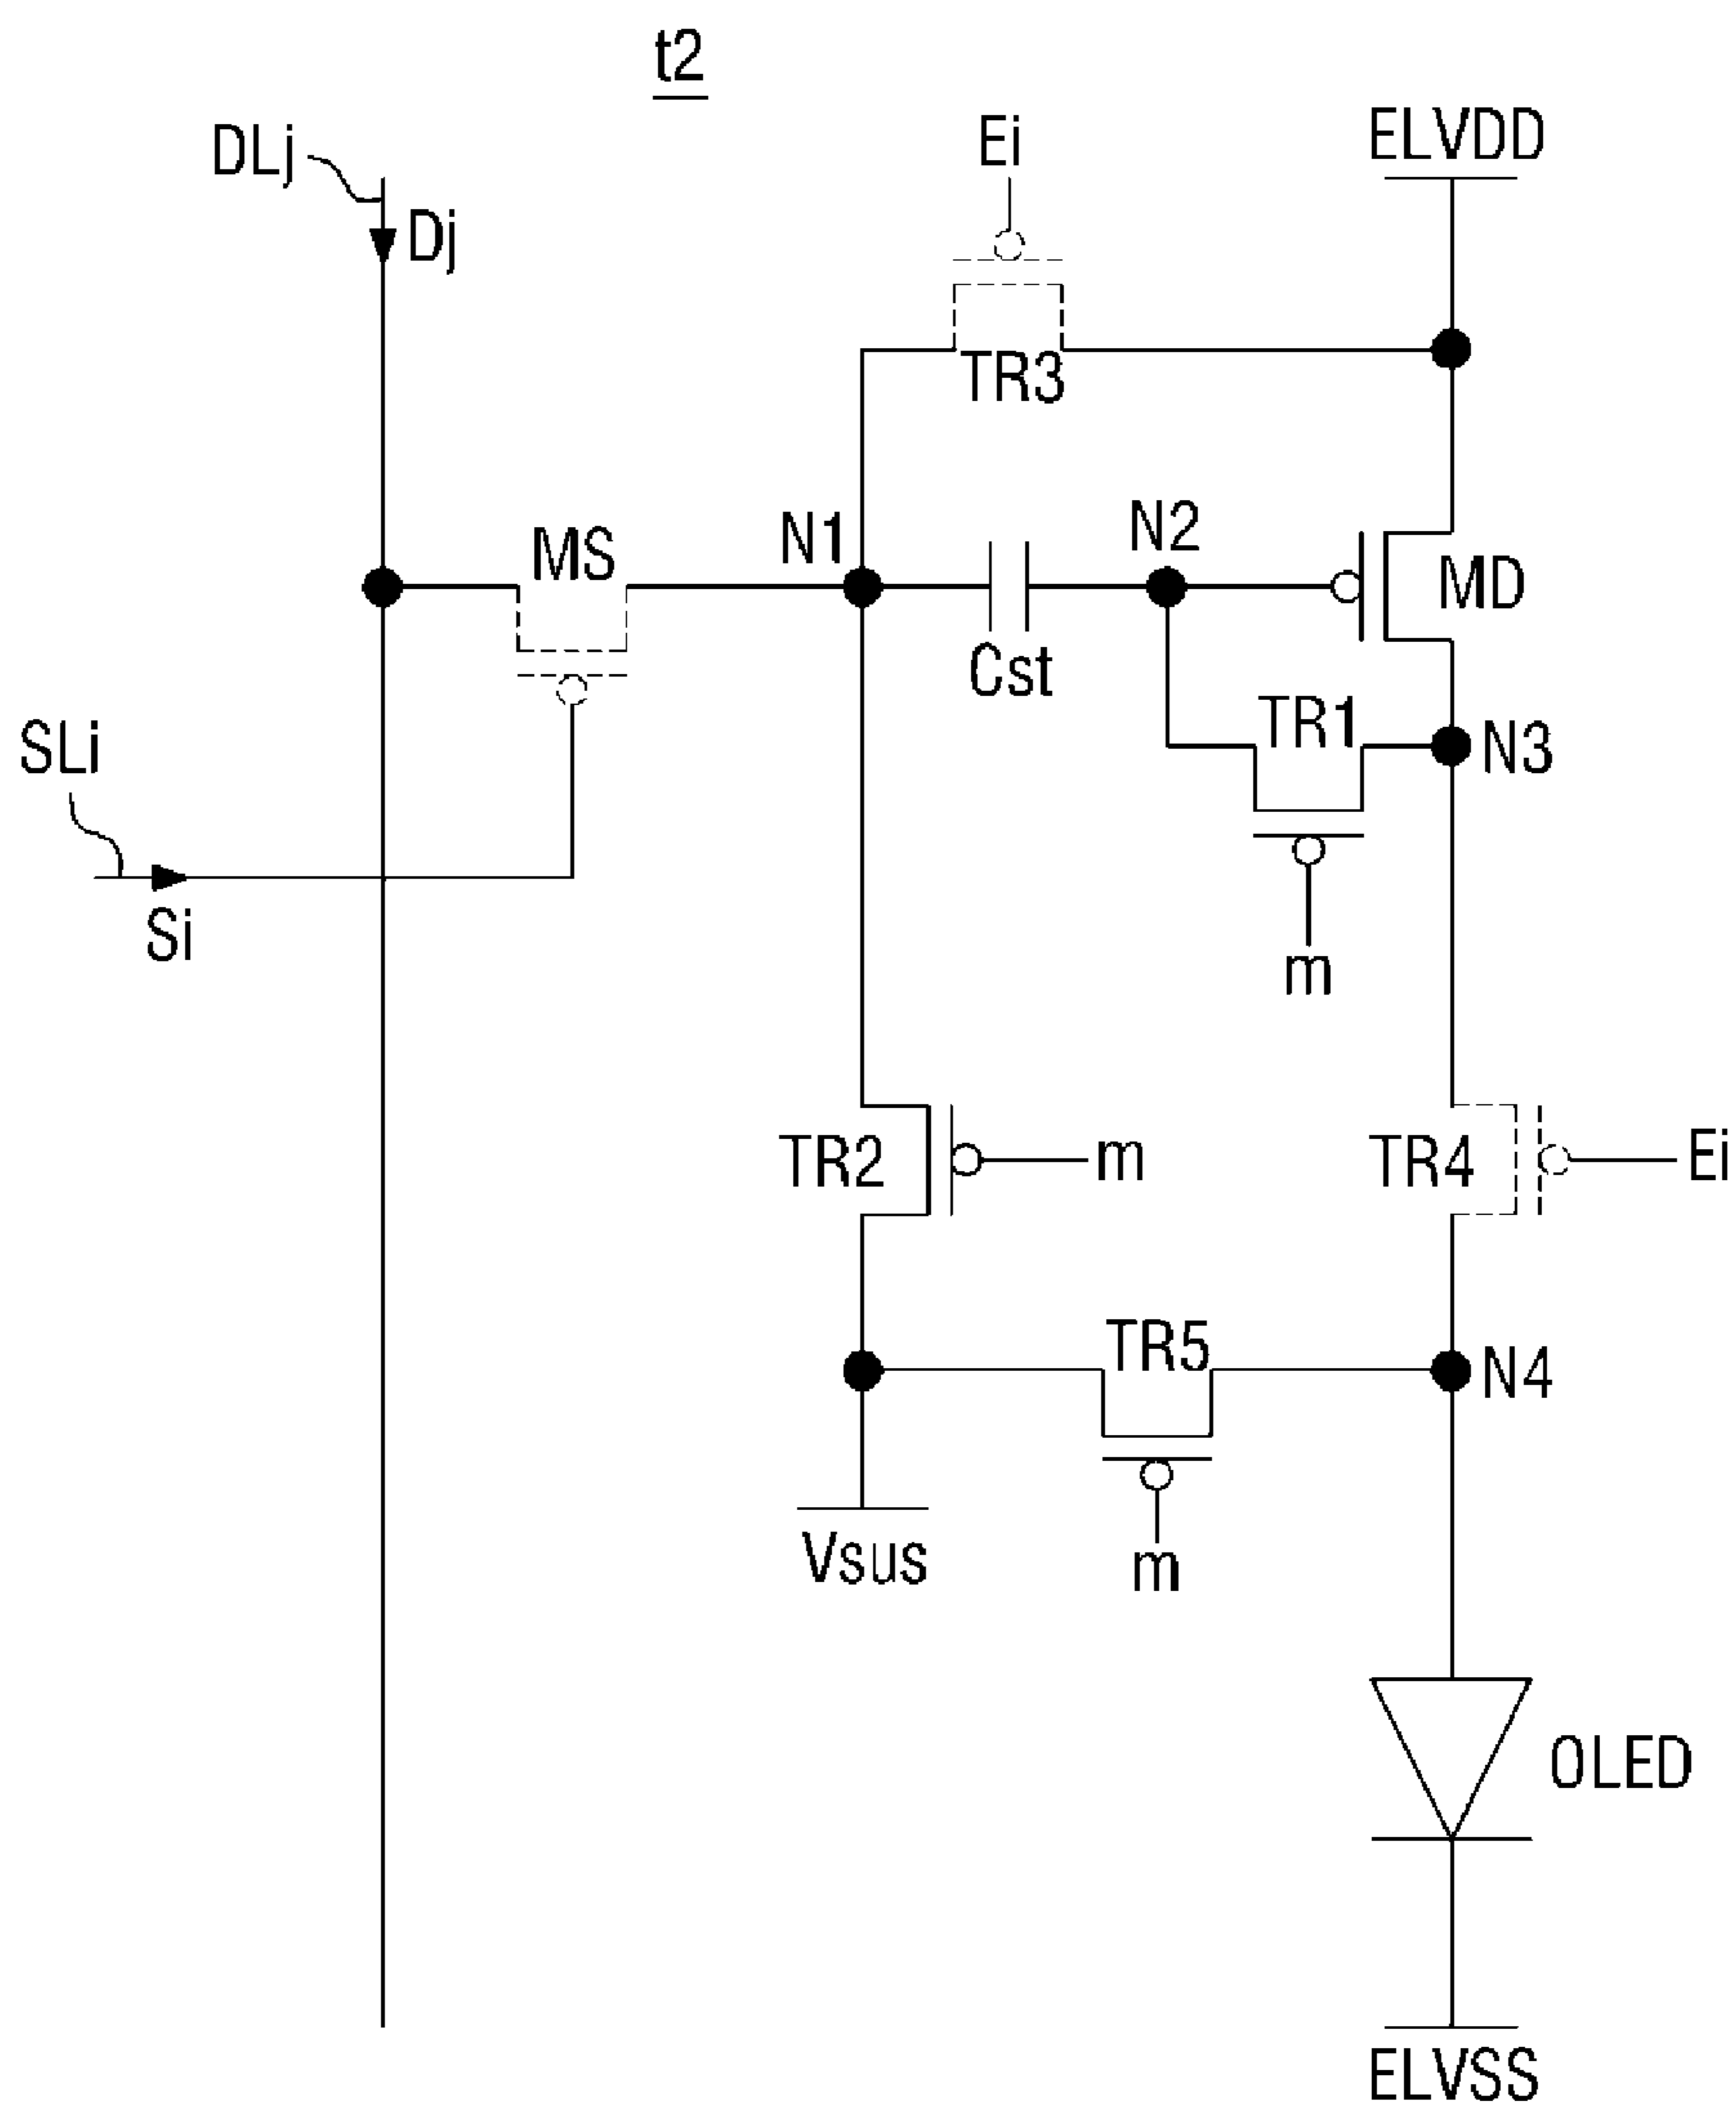 t2
DLj
Dj
Ei
ELVDD
TR3
MS
N1
N2
MD
Cst
TR1
N3
SLi
Si
m
TR2
m
TR4
Ei
TR5
N4
Vsus
m
OLED
ELVSS